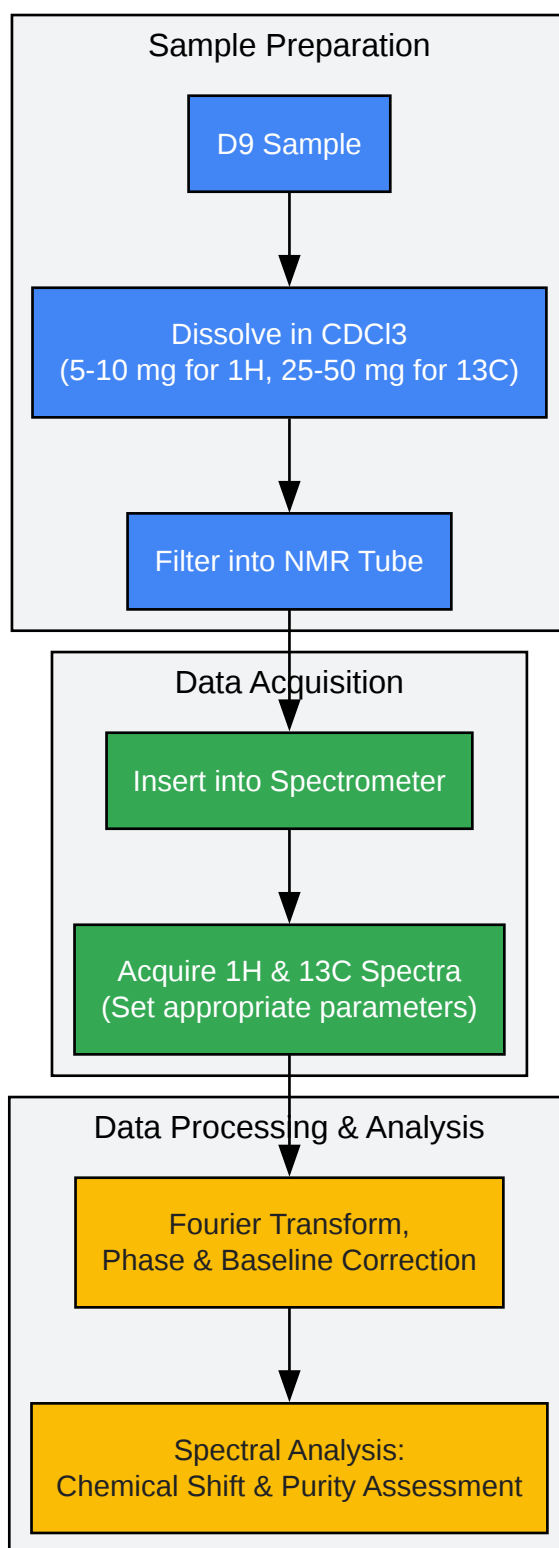 Sample Preparation
D9 Sample
Dissolve in CDCl3
(5-10 mg for 1H, 25-50 mg for 13C)
Filter into NMR Tube
Data Acquisition
Insert into Spectrometer
Acquire 1H & 13C Spectra
(Set appropriate parameters)
Data Processing & Analysis
Fourier Transform,
Phase & Baseline Correction
Spectral Analysis:
Chemical Shift & Purity Assessment